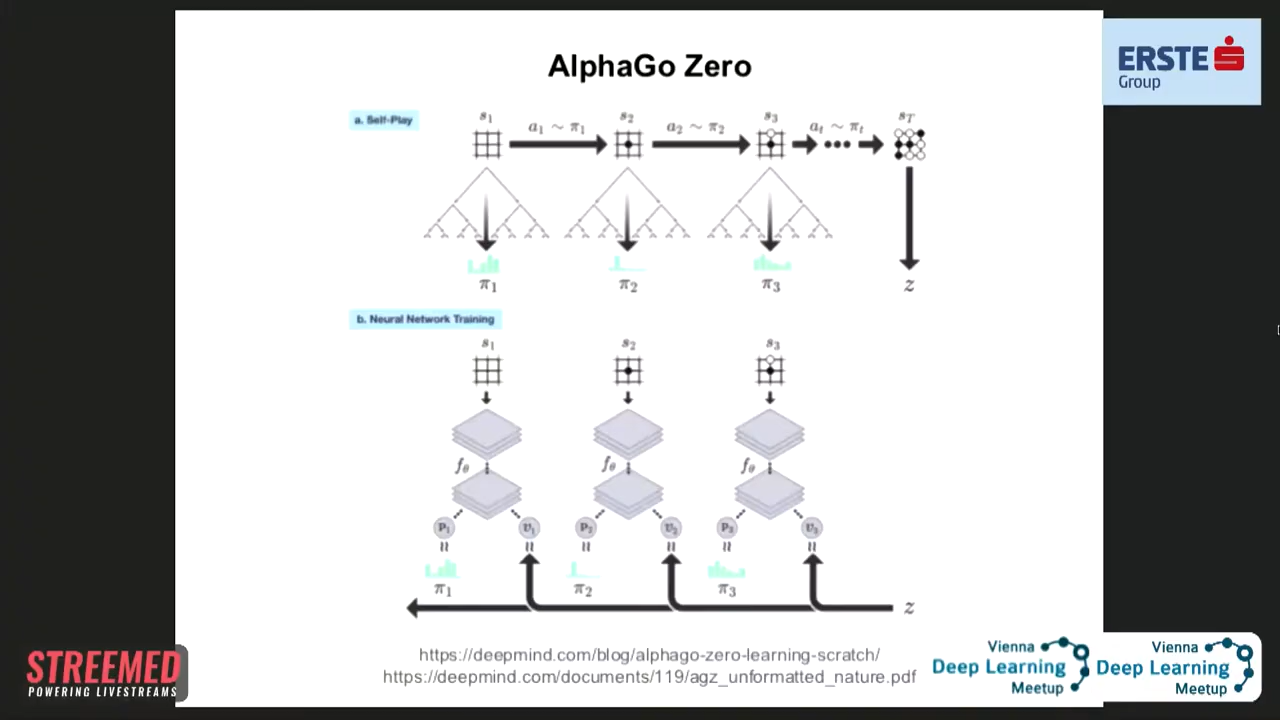 AlphaGo Zero
ERSTE
Group
a. Self-Play
s1 a1 ~ π1 s2 a2 ~ π2 s3 at ~ πt sT
π1 π2 π3 z
b. Neural Network Training
s1 s2 s3
fθ fθ fθ
p1 v1 p2 v2 p3 v3
≈ ≈ ≈ ≈ ≈ ≈
π1 π2 π3
z
https://deepmind.com/blog/alphago-zero-learning-scratch/
https://deepmind.com/documents/119/agz_unformatted_nature.pdf
STREEMED
POWERING LIVESTREAMS
Vienna
Deep Learning
Meetup
Vienna
Deep Learning
Meetup